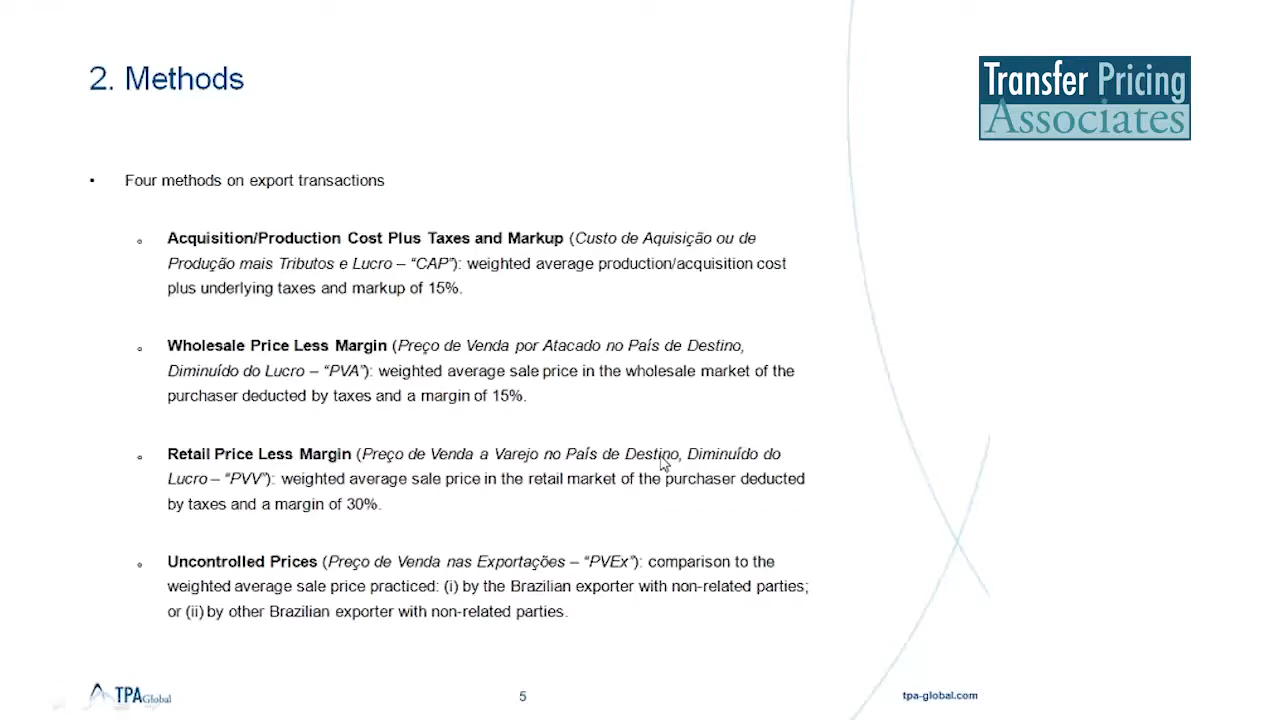 2. Methods
Transfer Pricing
Associates
• Four methods on export transactions
Acquisition/Production Cost Plus Taxes and Markup (Custo de Aquisição ou de
Produção mais Tributos e Lucro – “CAP”): weighted average production/acquisition cost
plus underlying taxes and markup of 15%.
Wholesale Price Less Margin (Preço de Venda por Atacado no País de Destino,
Diminuído do Lucro – “PVA”): weighted average sale price in the wholesale market of the
purchaser deducted by taxes and a margin of 15%.
Retail Price Less Margin (Preço de Venda a Varejo no País de Destino, Diminuído do
Lucro – “PVV”): weighted average sale price in the retail market of the purchaser deducted
by taxes and a margin of 30%.
Uncontrolled Prices (Preço de Venda nas Exportações – “PVEx”): comparison to the
weighted average sale price practiced: (i) by the Brazilian exporter with non-related parties;
or (ii) by other Brazilian exporter with non-related parties.
TPA Global
5
tpa-global.com